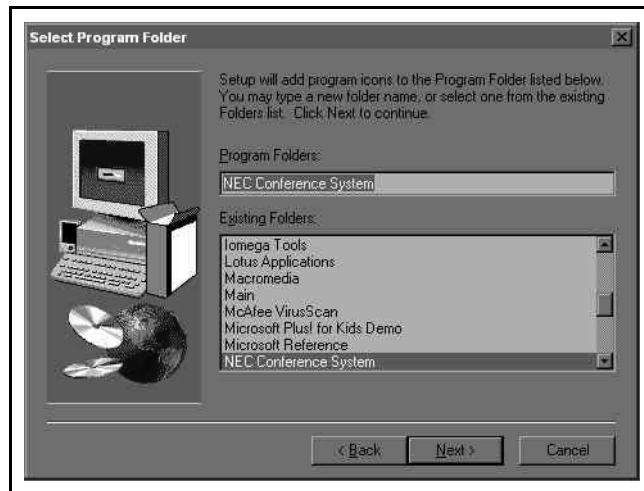 Select Program Folder
Setup will add program icons to the Program Folder listed below.
You may type a new folder name, or select one from the existing
Folders list. Click Next to continue.
Program Folders:
NEC Conference System
Existing Folders:
Iomega Tools
Lotus Applications
Macromedia
Main
McAfee VirusScan
Microsoft Plus! for Kids Demo
Microsoft Reference
NEC Conference System
< Back
Next >
Cancel